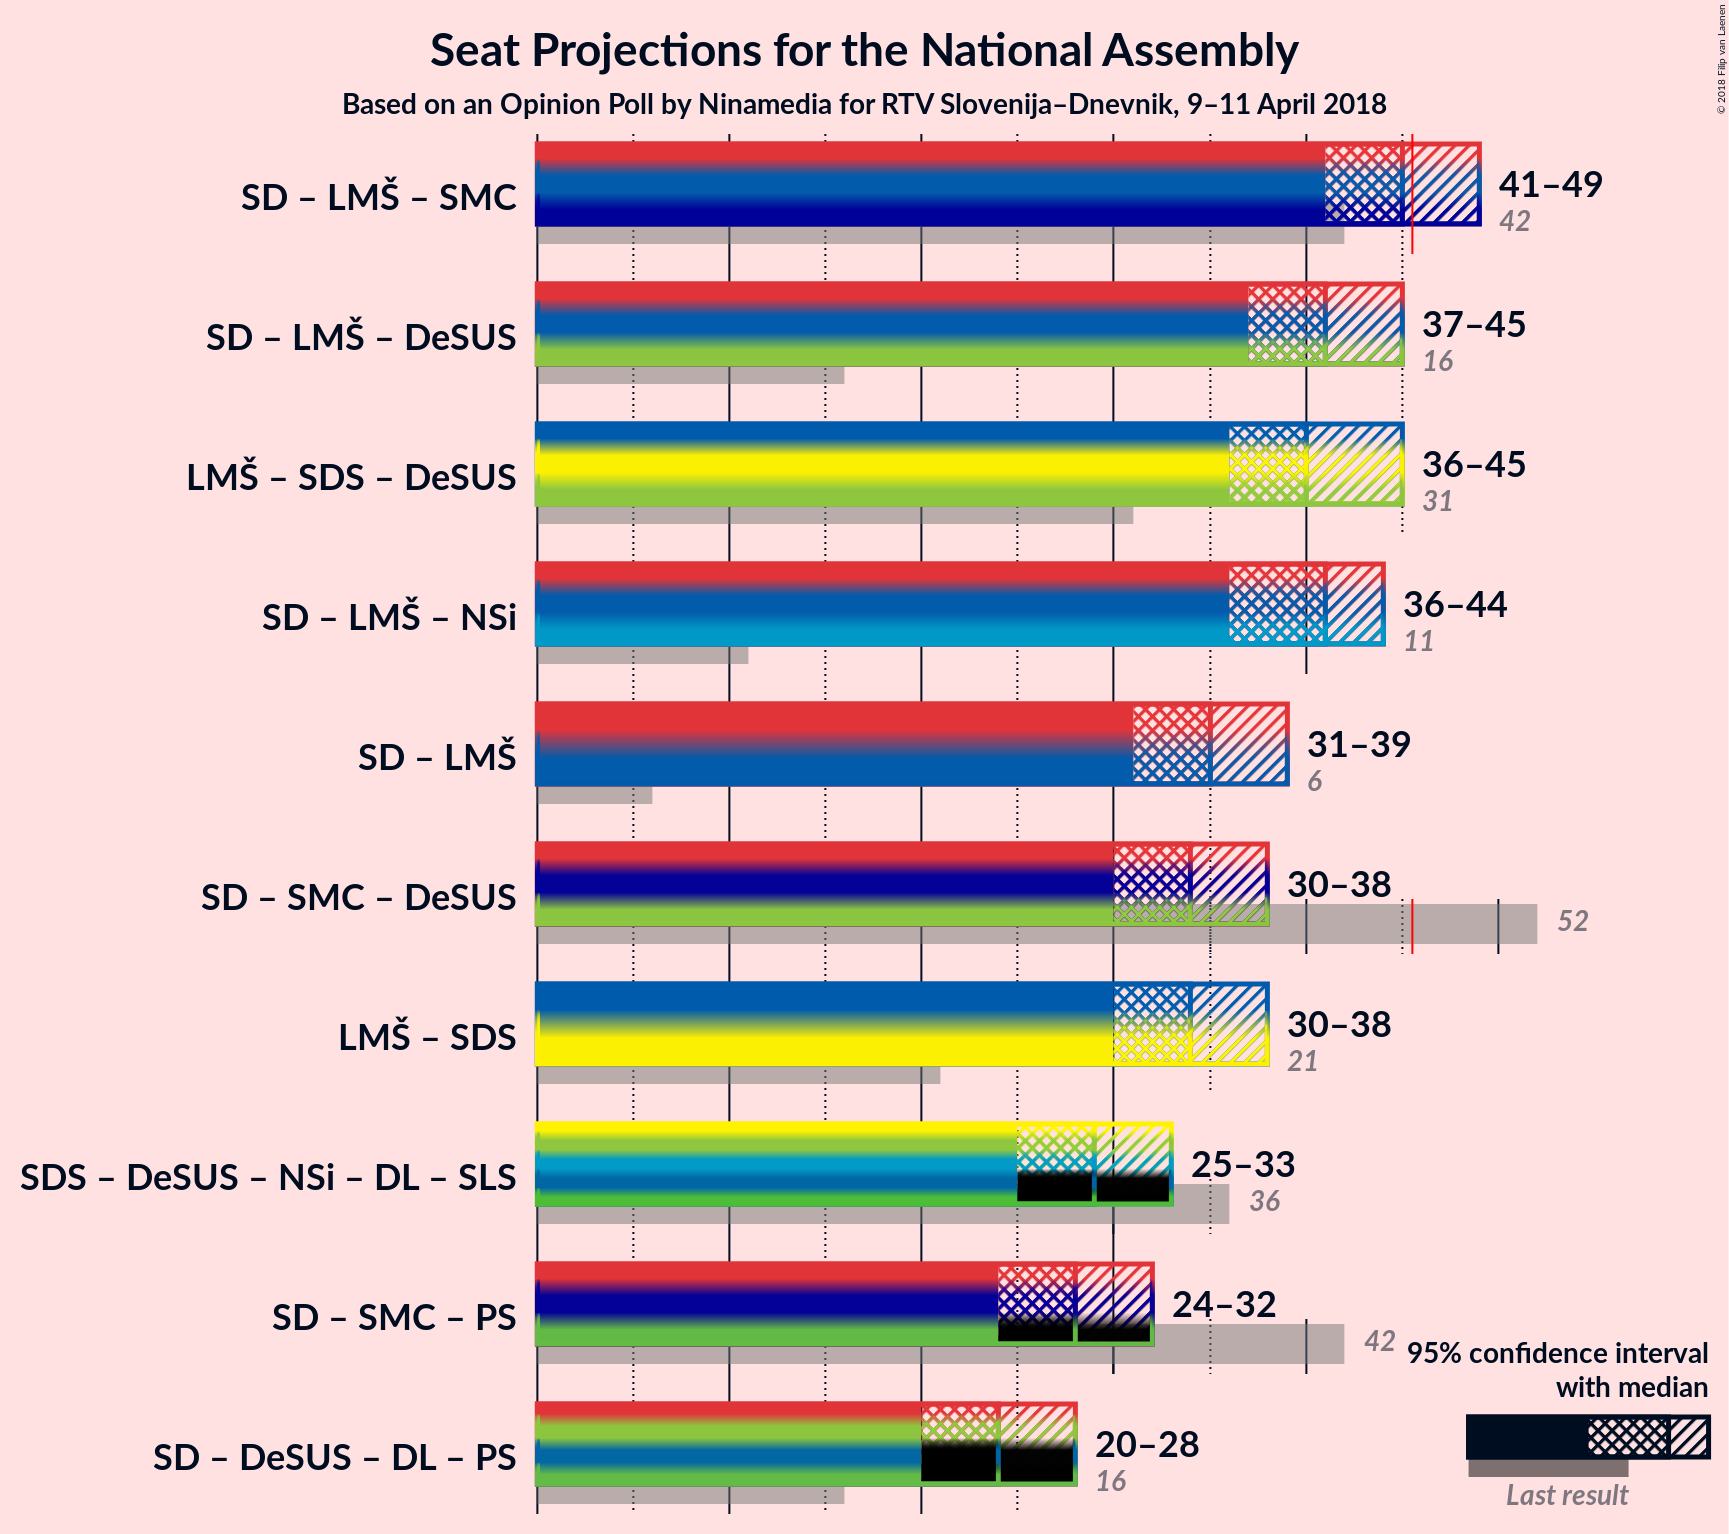 Seat Projections for the National Assembly
Based on an Opinion Poll by Ninamedia for RTV Slovenija–Dnevnik, 9–11 April 2018
© 2018 Filip van Laenen
SD – LMŠ – SMC
41–49
42
SD – LMŠ – DeSUS
37–45
16
LMŠ – SDS – DeSUS
36–45
31
SD – LMŠ – NSi
36–44
11
SD – LMŠ
31–39
6
SD – SMC – DeSUS
30–38
52
LMŠ – SDS
30–38
21
SDS – DeSUS – NSi – DL – SLS
25–33
36
SD – SMC – PS
24–32
42
SD – DeSUS – DL – PS
20–28
16
95% confidence interval
with median
Last result